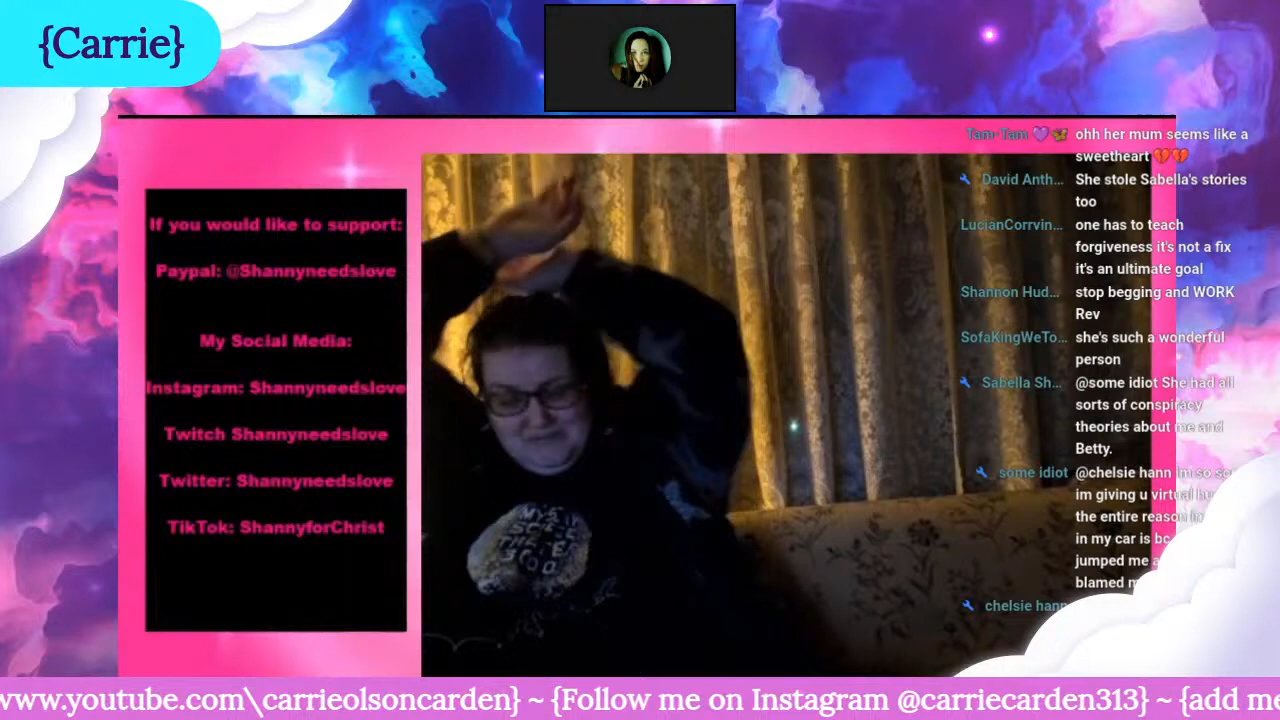 {Carrie}
If you would like to support:
Paypal: @Shannyneedslove
My Social Media:
Instagram: Shannyneedslove
Twitch Shannyneedslove
Twitter: Shannyneedslove
TikTok: ShannyforChrist
Tam-Tam 💜🦋 ohh her mum seems like a
sweetheart 💔💔
David Anth... She stole Sabella's stories
too
LucianCorrvin... one has to teach
forgiveness it's not a fix
it's an ultimate goal
Shannon Hud... stop begging and WORK
Rev
SofaKingWeTo... she's such a wonderful
person
Sabella Sh... @some idiot She had all
sorts of conspiracy
theories about me and
Betty.
some idiot @chelsie hann Im so
im giving u virtual
the entire reason
in my car is bc
jumped me
blamed
chelsie hann
www.youtube.com\carrieolsoncarden} ~ {Follow me on Instagram @carriecarden313} ~ {add